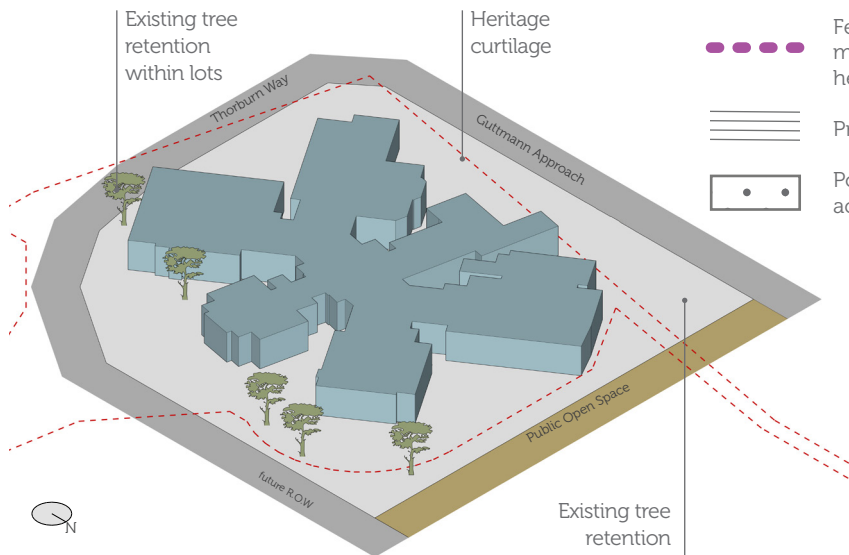 Existing tree
retention
within lots
Heritage
curtilage
Thorburn Way
Guttmann Approach
Public Open Space
future R.O.W
Existing tree
retention
N